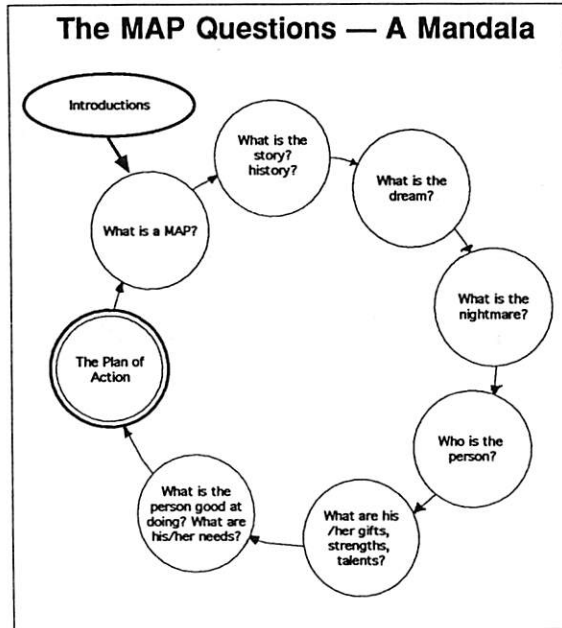 The MAP Questions — A Mandala
Introductions
What is a MAP?
What is the
story?
history?
What is the
dream?
What is the
nightmare?
Who is the
person?
What are his
/her gifts,
strengths,
talents?
What is the
person good at
doing? What are
his/her needs?
The Plan of
Action